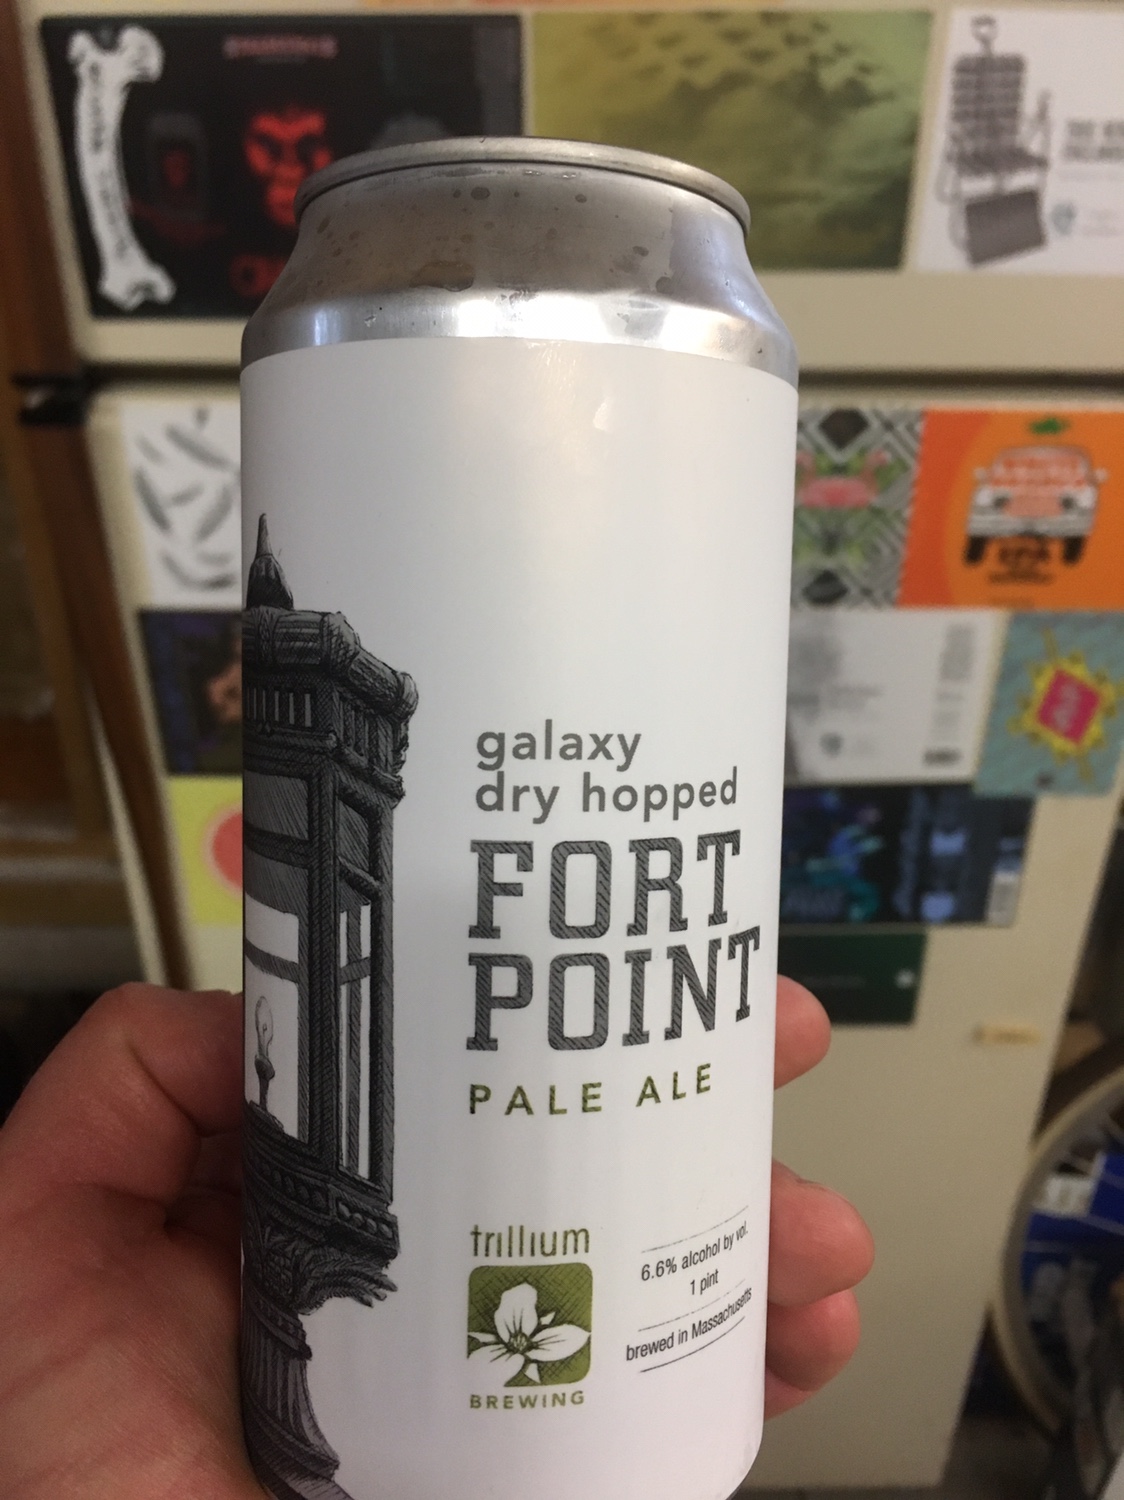 galaxy
dry hopped
FORT
POINT
PALE ALE
trillium
BREWING
6.6% alcohol by vol.
1 pint
brewed in Massachusetts